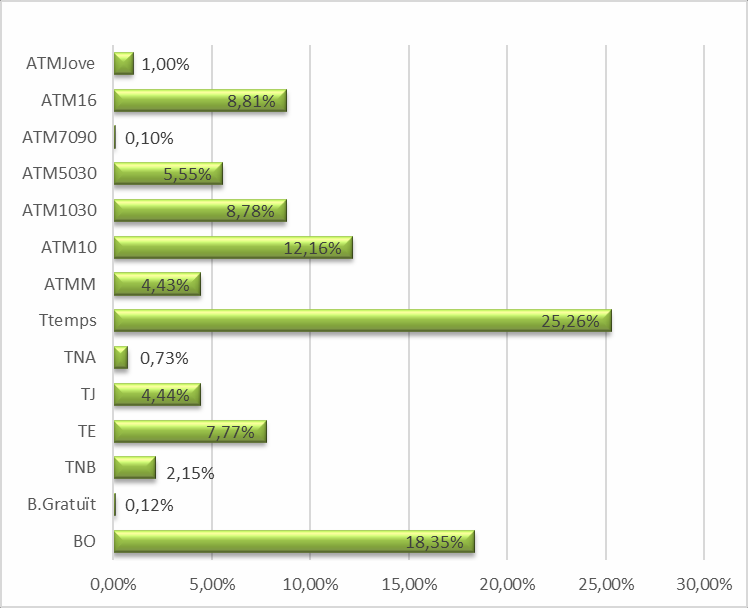 ATMJove 1,00%
ATM16 8,81%
ATM7090 0,10%
ATM5030 5,55%
ATM1030 8,78%
ATM10 12,16%
ATMM 4,43%
Ttemps 25,26%
TNA 0,73%
TJ 4,44%
TE 7,77%
TNB 2,15%
B.Gratuït 0,12%
BO 18,35%
0,00% 5,00% 10,00% 15,00% 20,00% 25,00% 30,00%